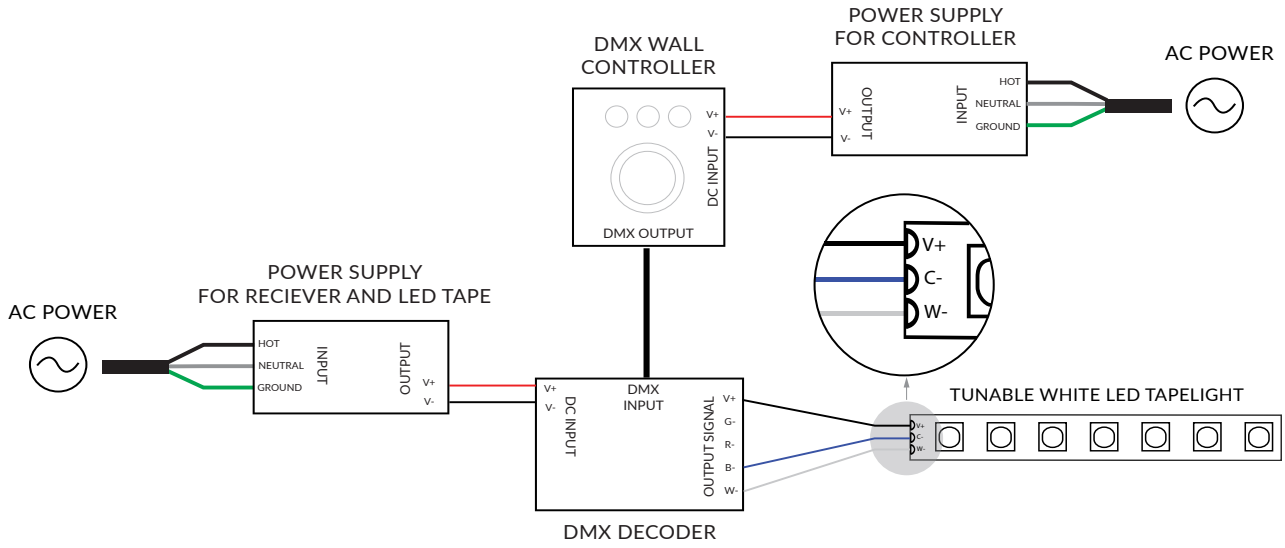 POWER SUPPLY
FOR CONTROLLER
AC POWER
HOT
NEUTRAL
GROUND
INPUT
OUTPUT
V+
V-
DMX WALL
CONTROLLER
V+
V-
DC INPUT
DMX OUTPUT
V+
C-
W-
POWER SUPPLY
FOR RECIEVER AND LED TAPE
AC POWER
HOT
NEUTRAL
GROUND
INPUT
OUTPUT
V+
V-
V+
V-
DC INPUT
DMX
INPUT
OUTPUT SIGNAL
V+
G-
R-
B-
W-
DMX DECODER
TUNABLE WHITE LED TAPELIGHT
V+
C-
W-